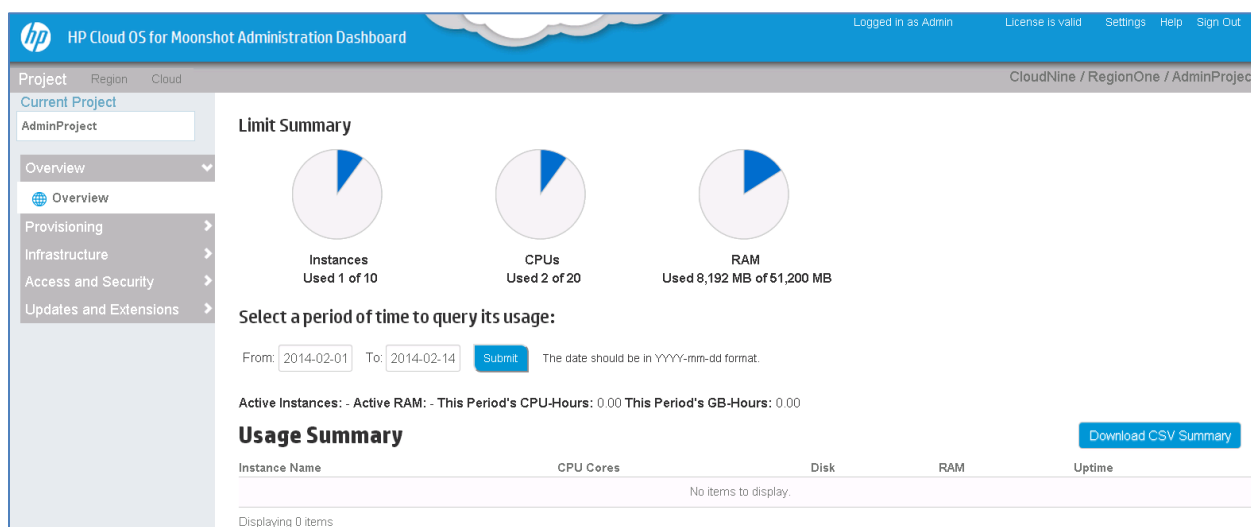 hp HP Cloud OS for Moonshot Administration Dashboard Logged in as Admin License is valid Settings Help Sign Out
Project Region Cloud CloudNine / RegionOne / AdminProjec
Current Project
AdminProject
Overview
Overview
Provisioning
Infrastructure
Access and Security
Updates and Extensions
Limit Summary
Instances CPUs RAM
Used 1 of 10 Used 2 of 20 Used 8,192 MB of 51,200 MB
Select a period of time to query its usage:
From: 2014-02-01 To: 2014-02-14 Submit The date should be in YYYY-mm-dd format.
Active Instances: - Active RAM: - This Period's CPU-Hours: 0.00 This Period's GB-Hours: 0.00
Usage Summary Download CSV Summary
Instance Name CPU Cores Disk RAM Uptime
No items to display.
Displaying 0 items